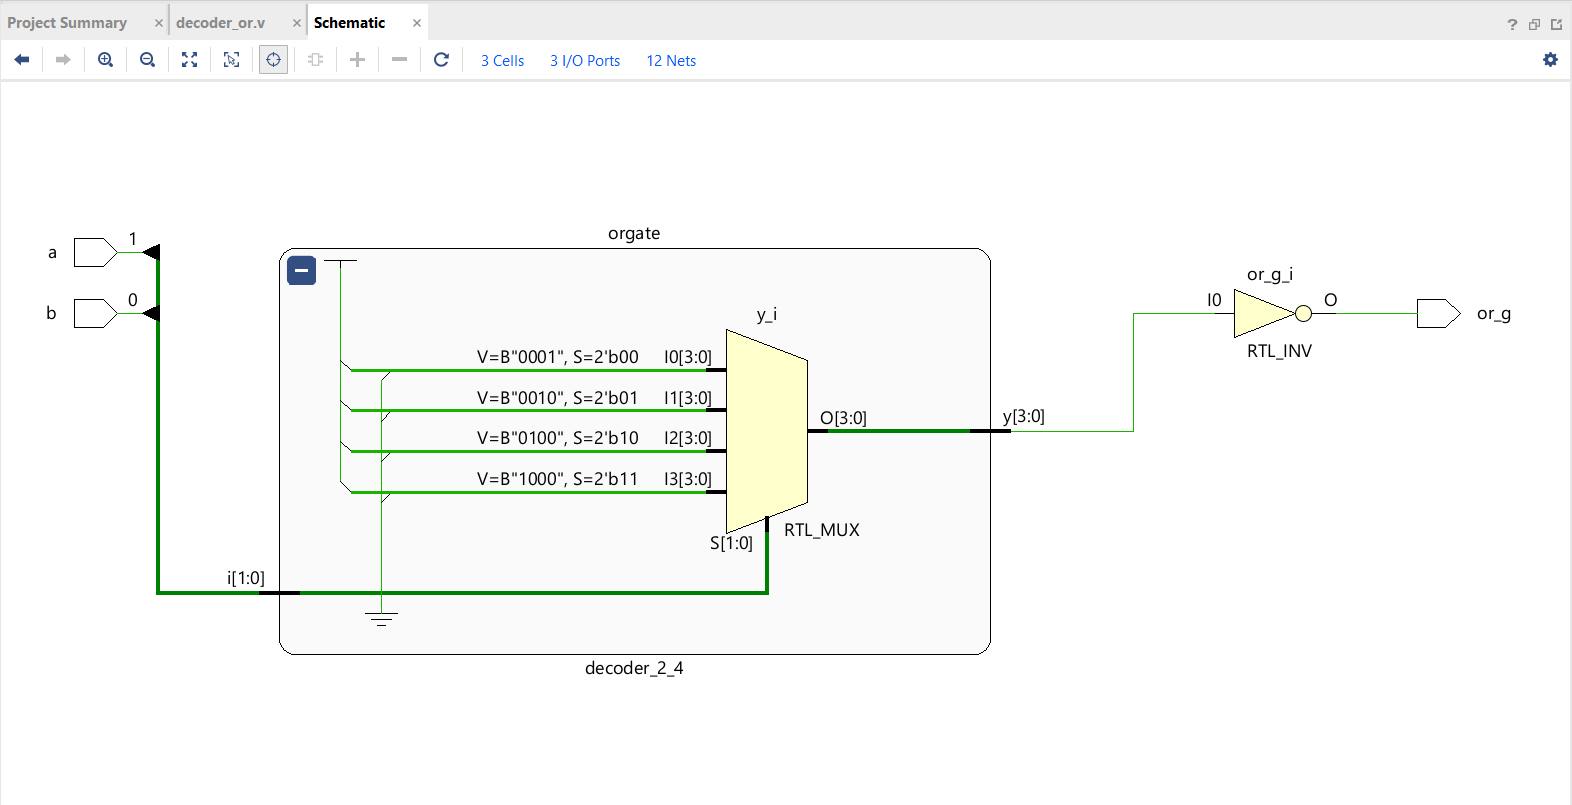 Project Summary × decoder_or.v × Schematic ×
3 Cells 3 I/O Ports 12 Nets
orgate
a 1
b 0
or_g_i
I0 O
or_g
RTL_INV
y_i
V=B"0001", S=2'b00 I0[3:0]
V=B"0010", S=2'b01 I1[3:0]
V=B"0100", S=2'b10 I2[3:0]
V=B"1000", S=2'b11 I3[3:0]
O[3:0]
y[3:0]
S[1:0]
RTL_MUX
i[1:0]
decoder_2_4